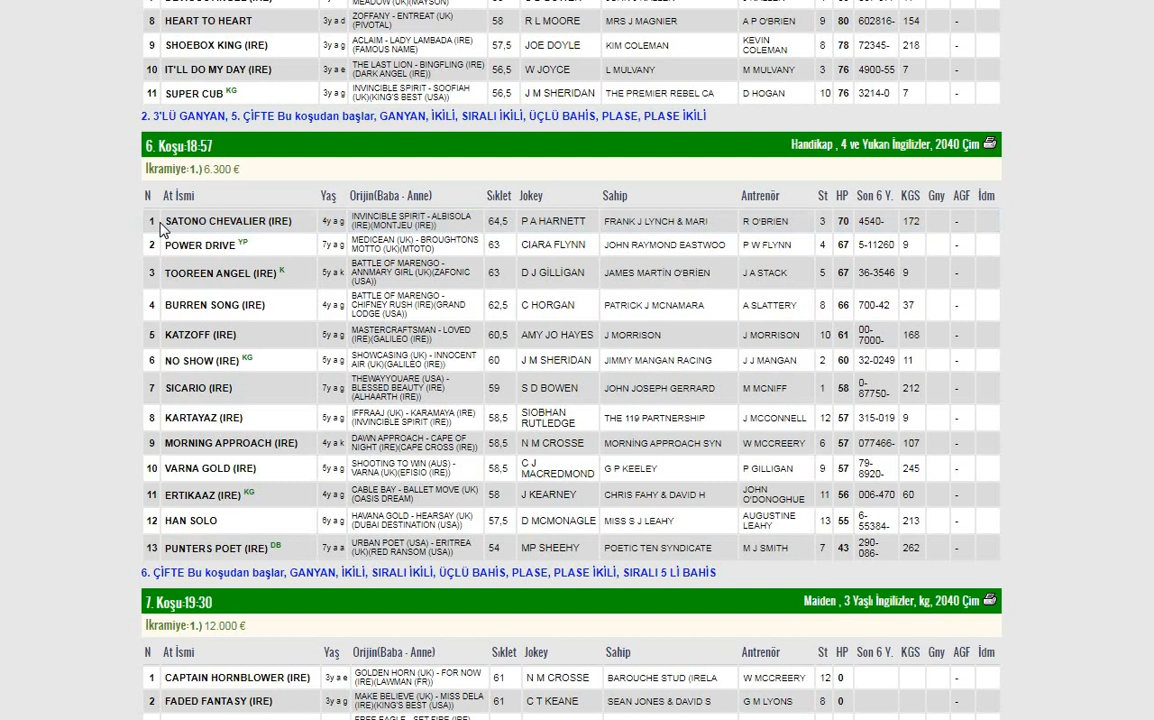 8 HEART TO HEART 3y a d ZOFFANY - ENTREAT (UK) (PIVOTAL) 58 R L MOORE MRS J MAGNIER A P O'BRIEN 9 80 602816- 154
9 SHOEBOX KING (IRE) 3y a g ACLAIM - LADY LAMBADA (IRE) (FAMOUS NAME) 57,5 JOE DOYLE KIM COLEMAN KEVIN COLEMAN 8 78 72345- 218
10 IT'LL DO MY DAY (IRE) 3y a e THE LAST LION - BINGFLING (IRE) (DARK ANGEL (IRE)) 56,5 W JOYCE L MULVANY M MULVANY 3 76 4900-55 7
11 SUPER CUB KG 3y a g INVINCIBLE SPIRIT - SOOFIAH (UK)(KING'S BEST (USA)) 56,5 J M SHERIDAN THE PREMIER REBEL CA D HOGAN 10 76 3214-0 7
2. 3'LÜ GANYAN, 5. ÇİFTE Bu koşudan başlar, GANYAN, İKİLİ, SIRALI İKİLİ, ÜÇLÜ BAHİS, PLASE, PLASE İKİLİ
6. Koşu:18:57 Handikap , 4 ve Yukarı İngilizler, 2040 Çim
İkramiye:1.) 6.300 €
N At İsmi Yaş Orijin(Baba - Anne) Sıklet Jokey Sahip Antrenör St HP Son 6 Y. KGS Gny AGF İdm
1 SATONO CHEVALIER (IRE) 4y a g INVINCIBLE SPIRIT - ALBISOLA (IRE)(MONTJEU (IRE)) 64,5 P A HARNETT FRANK J LYNCH & MARI R O'BRIEN 3 70 4540- 172 -
2 POWER DRIVE YP 7y a g MEDICEAN (UK) - BROUGHTONS MOTTO (UK)(MTOTO) 63 CIARA FLYNN JOHN RAYMOND EASTWOO P W FLYNN 4 67 5-11260 9 -
3 TOOREEN ANGEL (IRE) K 5y a k BATTLE OF MARENGO - ANNMARY GIRL (UK)(ZAFONIC (USA)) 63 D J GİLLİGAN JAMES MARTİN O'BRİEN J A STACK 5 67 36-3546 9 -
4 BURREN SONG (IRE) 4y a g BATTLE OF MARENGO - CHIFNEY RUSH (IRE)(GRAND LODGE (USA)) 62,5 C HORGAN PATRICK J MCNAMARA A SLATTERY 8 66 700-42 37 -
5 KATZOFF (IRE) 5y a g MASTERCRAFTSMAN - LOVED (IRE)(GALILEO (IRE)) 60,5 AMY JO HAYES J MORRISON J MORRISON 10 61 00-7000- 168 -
6 NO SHOW (IRE) KG 5y a g SHOWCASING (UK) - INNOCENT AIR (UK)(GALILEO (IRE)) 60 J M SHERIDAN JIMMY MANGAN RACING J J MANGAN 2 60 32-0249 11 -
7 SICARIO (IRE) 7y a g THEWAYYOUARE (USA) - BLESSED BEAUTY (IRE) (ALHAARTH (IRE)) 59 S D BOWEN JOHN JOSEPH GERRARD M MCNIFF 1 58 0-87750- 212 -
8 KARTAYAZ (IRE) 5y a g IFFRAAJ (UK) - KARAMAYA (IRE) (INVINCIBLE SPIRIT (IRE)) 58,5 SIOBHAN RUTLEDGE THE 119 PARTNERSHIP J MCCONNELL 12 57 315-019 9 -
9 MORNING APPROACH (IRE) 4y a k DAWN APPROACH - CAPE OF NIGHT (IRE)(CAPE CROSS (IRE)) 58,5 N M CROSSE MORNİNG APPROACH SYN W MCCREERY 6 57 077466- 107 -
10 VARNA GOLD (IRE) 5y a g SHOOTING TO WIN (AUS) - VARNA (UK)(EFISIO (IRE)) 58,5 C J MACREDMOND G P KEELEY P GILLIGAN 9 57 79-8920- 245 -
11 ERTIKAAZ (IRE) KG 4y a g CABLE BAY - BALLET MOVE (UK) (OASIS DREAM) 58 J KEARNEY CHRIS FAHY & DAVID H JOHN O'DONOGHUE 11 56 006-470 60 -
12 HAN SOLO 6y a g HAVANA GOLD - HEARSAY (UK) (DUBAI DESTINATION (USA)) 57,5 D MCMONAGLE MISS S J LEAHY AUGUSTINE LEAHY 13 55 6-55384- 213 -
13 PUNTERS POET (IRE) DB 7y a a URBAN POET (USA) - ERITREA (UK)(RED RANSOM (USA)) 54 MP SHEEHY POETIC TEN SYNDICATE M J SMITH 7 43 290-086- 262 -
6. ÇİFTE Bu koşudan başlar, GANYAN, İKİLİ, SIRALI İKİLİ, ÜÇLÜ BAHİS, PLASE, PLASE İKİLİ, SIRALI 5 Lİ BAHİS
7. Koşu:19:30 Maiden , 3 Yaşlı İngilizler, kg, 2040 Çim
İkramiye:1.) 12.000 €
N At İsmi Yaş Orijin(Baba - Anne) Sıklet Jokey Sahip Antrenör St HP Son 6 Y. KGS Gny AGF İdm
1 CAPTAIN HORNBLOWER (IRE) 3y a e GOLDEN HORN (UK) - FOR NOW (IRE)(LAWMAN (FR)) 61 N M CROSSE BAROUCHE STUD (IRELA W MCCREERY 12 0 -
2 FADED FANTASY (IRE) 3y a g MAKE BELIEVE (UK) - MISS DELA (IRE)(KING'S BEST (USA)) 61 C T KEANE SEAN JONES & DAVID S G M LYONS 8 0 -